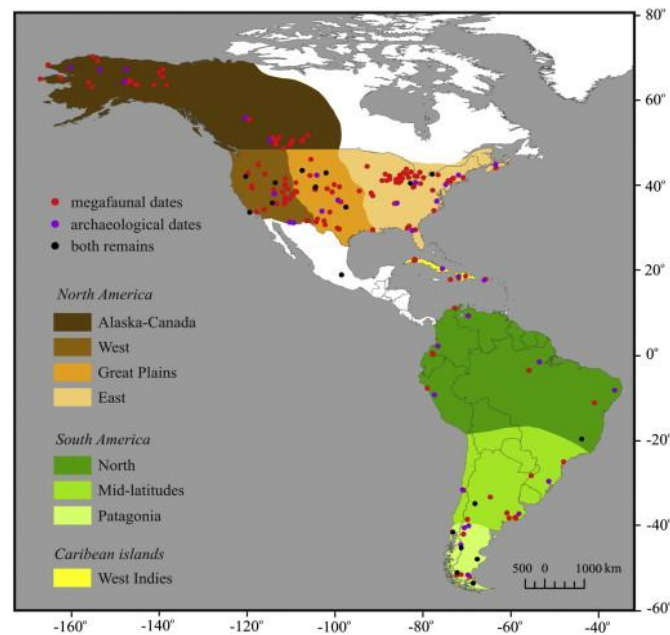 80˚
60˚
40˚
20˚
0˚
-20˚
-40˚
-60˚
megafaunal dates
archaeological dates
both remains
North America
Alaska-Canada
West
Great Plains
East
South America
North
Mid-latitudes
Patagonia
Caribean islands
West Indies
500 0 1000 km
-160˚ -140˚ -120˚ -100˚ -80˚ -60˚ -40˚